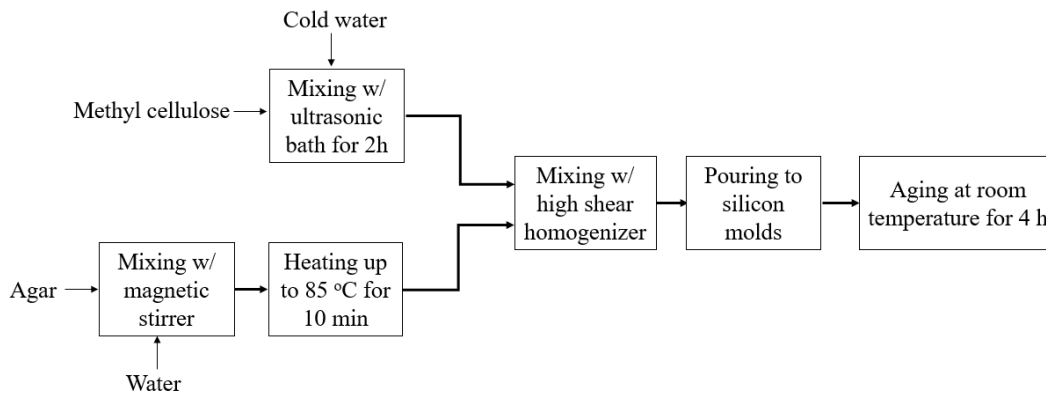 Cold water
Methyl cellulose
Mixing w/
ultrasonic
bath for 2h
Agar
Mixing w/
magnetic
stirrer
Water
Heating up
to 85 °C for
10 min
Mixing w/
high shear
homogenizer
Pouring to
silicon
molds
Aging at room
temperature for 4 h